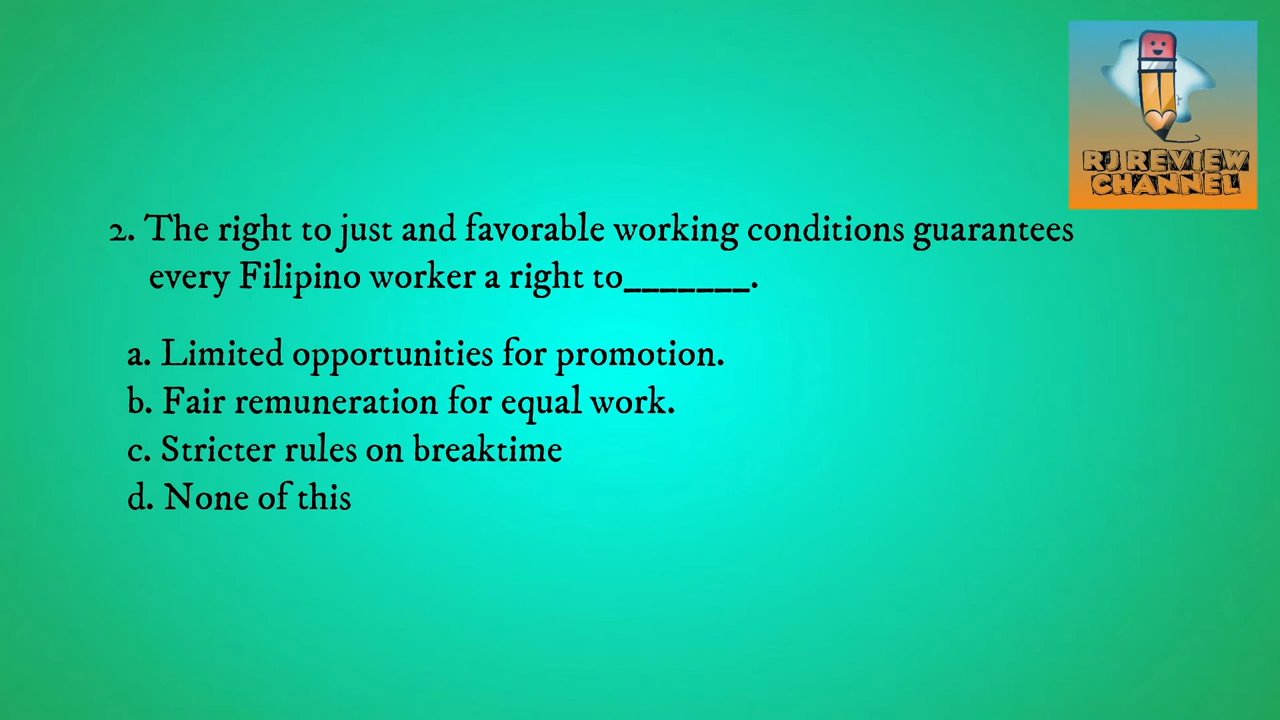 RJ REVIEW
CHANNEL
2. The right to just and favorable working conditions guarantees
every Filipino worker a right to_______.
a. Limited opportunities for promotion.
b. Fair remuneration for equal work.
c. Stricter rules on breaktime
d. None of this